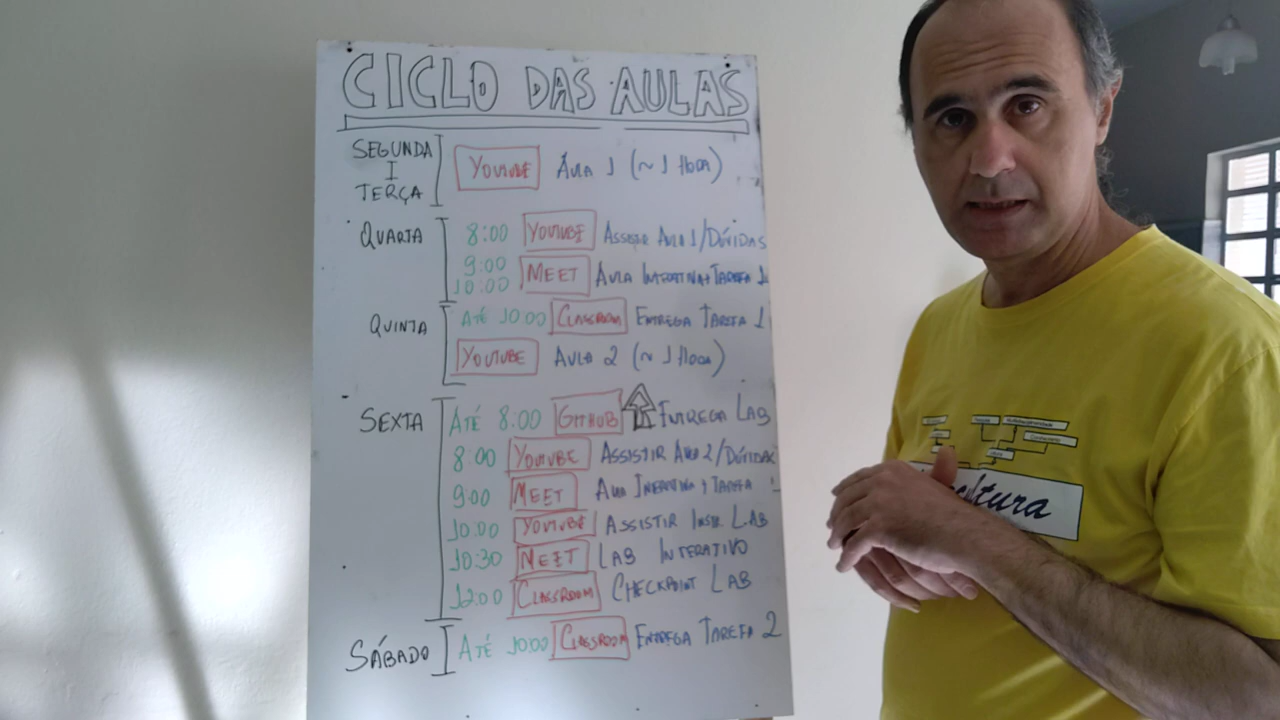 CICLO DAS AULAS
SEGUNDA
I
TERÇA
YOUTUBE AULA 1 (~ 1 HORA)
QUARTA
8:00 YOUTUBE ASSISTIR AULA 1/DÚVIDAS
9:00
10:00 MEET AULA INTERATIVA + TAREFA 1
QUINTA
ATÉ 10:00 CLASSROOM ENTREGA TAREFA 1
YOUTUBE AULA 2 (~ 1 HORA)
SEXTA
ATÉ 8:00 GITHUB ENTREGA LAB
8:00 YOUTUBE ASSISTIR AULA 2/DÚVIDAS
9:00 MEET AULA INTERATIVA + TAREFA
10:00 YOUTUBE ASSISTIR INSTR. LAB
10:30 MEET LAB INTERATIVO
12:00 CLASSROOM CHECKPOINT LAB
SÁBADO
ATÉ 10:00 CLASSROOM ENTREGA TAREFA 2